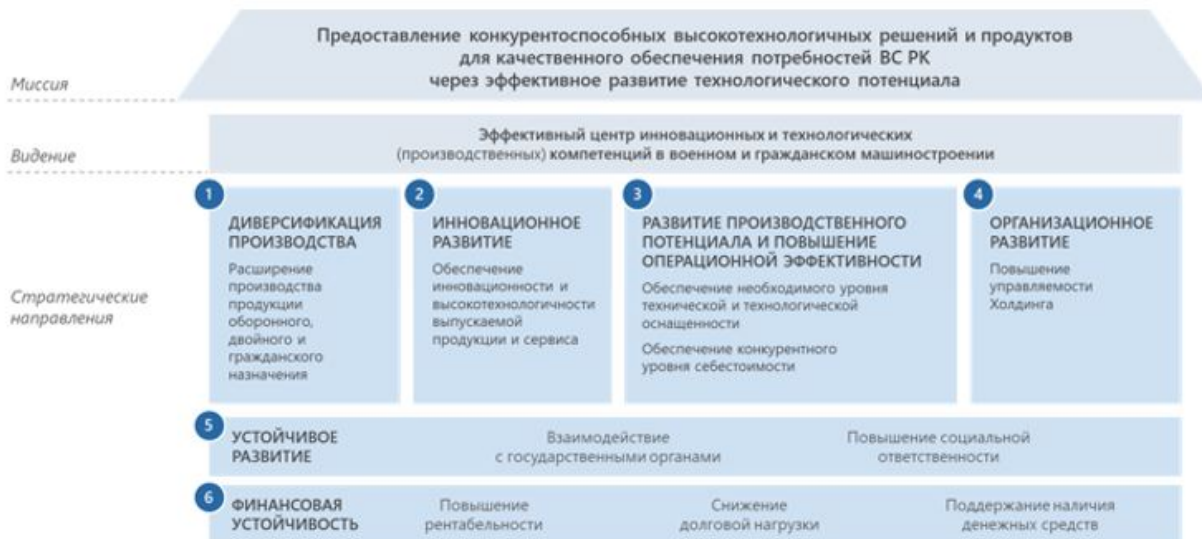 Миссия
Предоставление конкурентоспособных высокотехнологичных решений и продуктов
для качественного обеспечения потребностей ВС РК
через эффективное развитие технологического потенциала
Видение
Эффективный центр инновационных и технологических
(производственных) компетенций в военном и гражданском машиностроении
Стратегические
направления
1
ДИВЕРСИФИКАЦИЯ
ПРОИЗВОДСТВА
Расширение
производства
продукции
оборонного,
двойного и
гражданского
назначения
2
ИННОВАЦИОННОЕ
РАЗВИТИЕ
Обеспечение
инновационности и
высокотехнологичности
выпускаемой
продукции и сервиса
3
РАЗВИТИЕ ПРОИЗВОДСТВЕННОГО
ПОТЕНЦИАЛА И ПОВЫШЕНИЕ
ОПЕРАЦИОННОЙ ЭФФЕКТИВНОСТИ
Обеспечение необходимого уровня
технической и технологической
оснащенности
Обеспечение конкурентного
уровня себестоимости
4
ОРГАНИЗАЦИОННОЕ
РАЗВИТИЕ
Повышение
управляемости
Холдинга
5
УСТОЙЧИВОЕ
РАЗВИТИЕ
Взаимодействие
с государственными органами
Повышение социальной
ответственности
6
ФИНАНСОВАЯ
УСТОЙЧИВОСТЬ
Повышение
рентабельности
Снижение
долговой нагрузки
Поддержание наличия
денежных средств